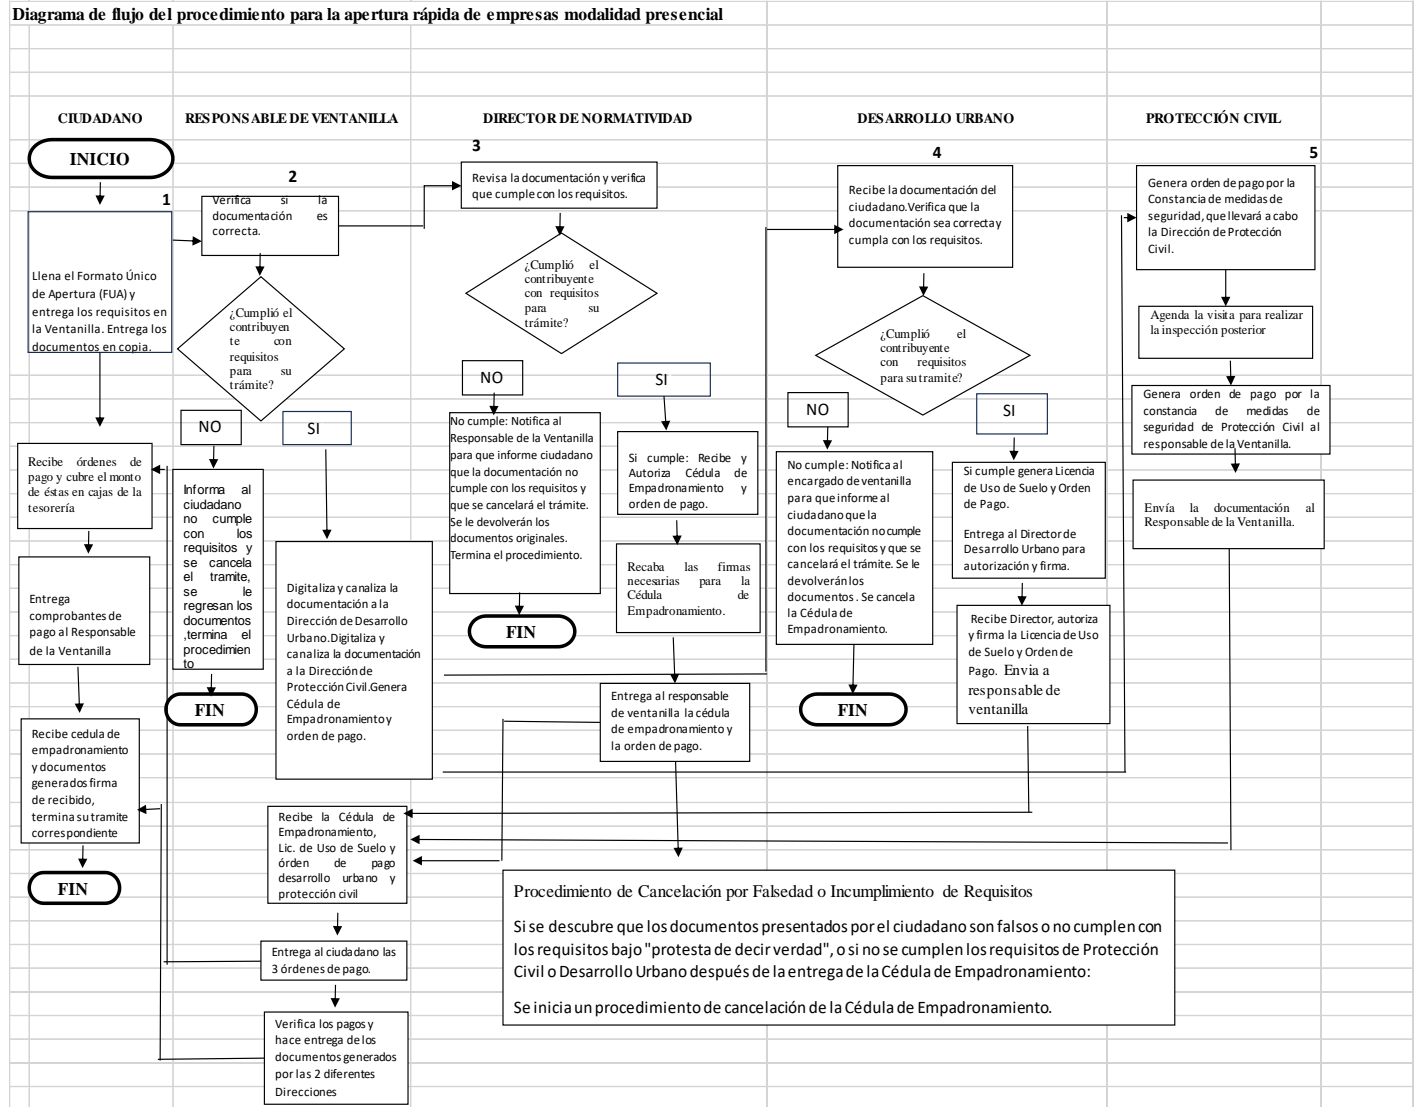 Diagrama de flujo del procedimiento para la apertura rápida de empresas modalidad presencial
CIUDADANO
RESPONSABLE DE VENTANILLA
DIRECTOR DE NORMATIVIDAD
DESARROLLO URBANO
PROTECCIÓN CIVIL
INICIO
1
Llena el Formato Único
de Apertura (FUA) y
entrega los requisitos en
la Ventanilla. Entrega los
documentos en copia.
Recibe órdenes de
pago y cubre el monto
de éstas en cajas de la
tesorería
Entrega
comprobantes de
pago al Responsable
de la Ventanilla
Recibe cedula de
empadronamiento
y documentos
generados firma
de recibido,
termina su tramite
correspondiente
FIN
2
Verifica si la
documentación es
correcta.
¿Cumplió el
contribuyen
te con
requisitos
para su
trámite?
NO
SI
Informa al
ciudadano
no cumple
con los
requisitos y
se cancela
el tramite,
se le
regresan los
documentos
,termina el
procedimien
to
FIN
Digitaliza y canaliza la
documentación a la
Dirección de Desarrollo
Urbano.Digitaliza y
canaliza la documentación
a la Dirección de
Protección Civil.Genera
Cédula de
Empadronamiento y
orden de pago.
Recibe la Cédula de
Empadronamiento,
Lic. de Uso de Suelo y
órden de pago
desarrollo urbano y
protección civil
Entrega al ciudadano las
3 órdenes de pago.
Verifica los pagos y
hace entrega de los
documentos generados
por las 2 diferentes
Direcciones
3
Revisa la documentación y verifica
que cumple con los requisitos.
¿Cumplió el
contribuyente
con requisitos
para su
trámite?
NO
SI
No cumple: Notifica al
Responsable de la Ventanilla
para que informe ciudadano
que la documentación no
cumple con los requisitos y
que se cancelará el trámite.
Se le devolverán los
documentos originales.
Termina el procedimiento.
FIN
Si cumple: Recibe y
Autoriza Cédula de
Empadronamiento y
orden de pago.
Recaba las firmas
necesarias para la
Cédula de
Empadronamiento.
Entrega al responsable
de ventanilla la cédula
de empadronamiento y
la orden de pago.
4
Recibe la documentación del
ciudadano.Verifica que la
documentación sea correcta y
cumpla con los requisitos.
¿Cumplió el
contribuyente
con requisitos
para su tramite?
NO
SI
No cumple: Notifica al
encargado de ventanilla
para que informe al
ciudadano que la
documentación no cumple
con los requisitos y que se
cancelará el trámite. Se le
devolverán los
documentos . Se cancela
la Cédula de
Empadronamiento.
FIN
Si cumple genera Licencia
de Uso de Suelo y Orden
de Pago.
Entrega al Director de
Desarrollo Urbano para
autorización y firma.
Recibe Director, autoriza
y firma la Licencia de Uso
de Suelo y Orden de
Pago. Envia a
responsable de
ventanilla
5
Genera orden de pago por la
Constancia de medidas de
seguridad, que llevará a cabo
la Dirección de Protección
Civil.
Agenda la visita para realizar
la inspección posterior
Genera orden de pago por la
constancia de medidas de
seguridad de Protección Civil al
responsable de la Ventanilla.
Envía la documentación al
Responsable de la Ventanilla.
Procedimiento de Cancelación por Falsedad o Incumplimiento de Requisitos
Si se descubre que los documentos presentados por el ciudadano son falsos o no cumplen con
los requisitos bajo "protesta de decir verdad", o si no se cumplen los requisitos de Protección
Civil o Desarrollo Urbano después de la entrega de la Cédula de Empadronamiento:
Se inicia un procedimiento de cancelación de la Cédula de Empadronamiento.